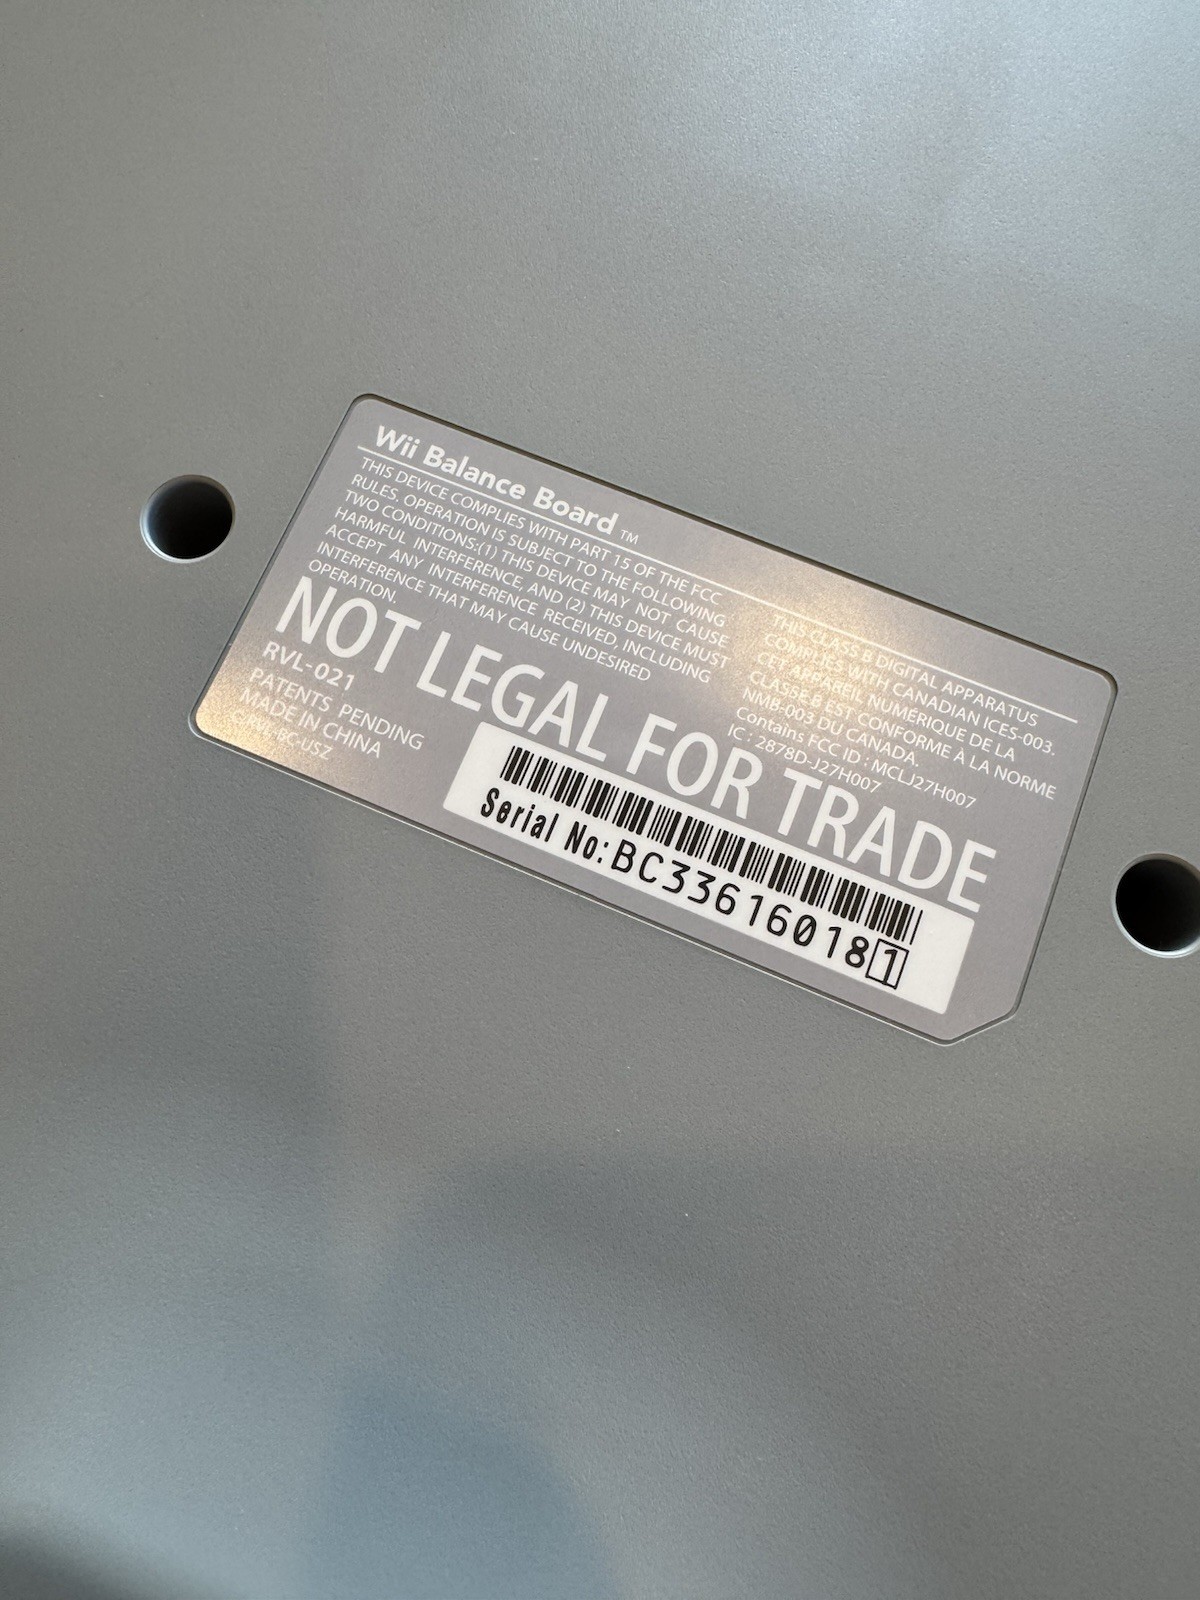 Wii Balance Board™
THIS DEVICE COMPLIES WITH PART 15 OF THE FCC
RULES. OPERATION IS SUBJECT TO THE FOLLOWING
TWO CONDITIONS:(1) THIS DEVICE MAY NOT CAUSE
HARMFUL INTERFERENCE, AND (2) THIS DEVICE MUST
ACCEPT ANY INTERFERENCE RECEIVED, INCLUDING
INTERFERENCE THAT MAY CAUSE UNDESIRED
OPERATION.
THIS CLASS B DIGITAL APPARATUS
COMPLIES WITH CANADIAN ICES-003.
CET APPAREIL NUMÉRIQUE DE LA
CLASSE B EST CONFORME À LA NORME
NMB-003 DU CANADA.
Contains FCC ID : MCLJ27H007
IC : 2878D-J27H007
NOT LEGAL FOR TRADE
RVL-021
PATENTS PENDING
MADE IN CHINA
Serial No:BC336160181